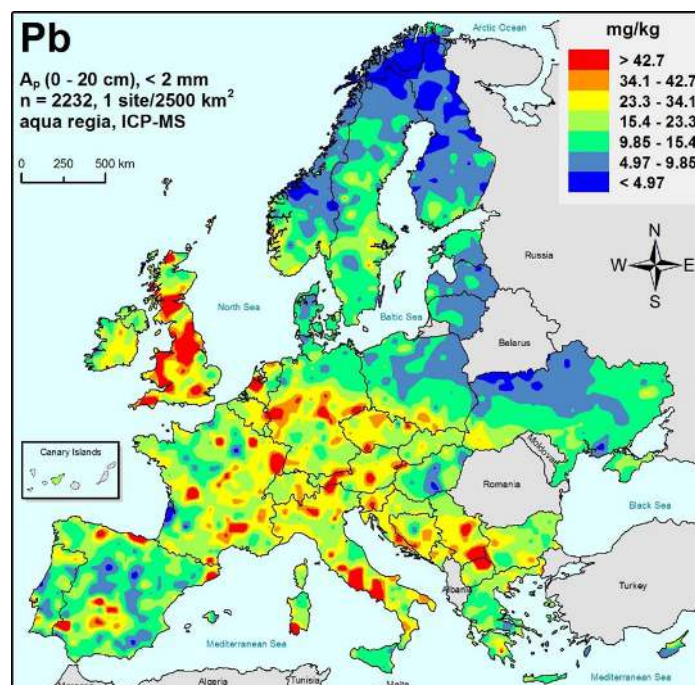 Pb
Aₚ (0 - 20 cm), < 2 mm
n = 2232, 1 site/2500 km²
aqua regia, ICP-MS
0 250 500 km
Arctic Ocean
mg/kg
> 42.7
34.1 - 42.7
23.3 - 34.1
15.4 - 23.3
9.85 - 15.4
4.97 - 9.85
< 4.97
N
W E
S
Russia
North Sea
Baltic Sea
Belarus
Canary Islands
Moldova
Romania
Black Sea
Albania
Turkey
Mediterranean Sea
Mediterranean Sea
Morocco
Algeria
Tunisia
Malta